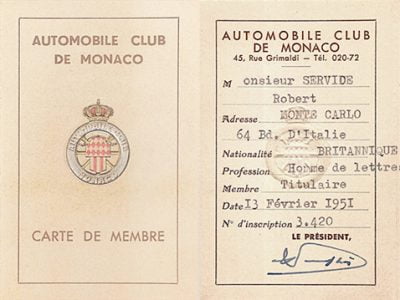 AUTOMOBILE CLUB
DE MONACO
CARTE DE MEMBRE
AUTOMOBILE CLUB
DE MONACO
45, Rue Grimaldi — Tél. 020-72
M onsieur SERVIDE
Robert
Adresse MONTE CARLO
64 Bd. D'Italie
Nationalité BRITANNIQUE
Profession Homme de lettres
Membre Titulaire
Date 13 Février 1951
N° d'inscription 3.420
LE PRÉSIDENT,